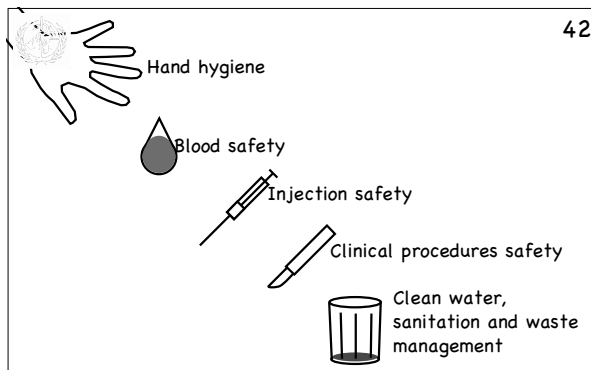 42
Hand hygiene
Blood safety
Injection safety
Clinical procedures safety
Clean water,
sanitation and waste
management